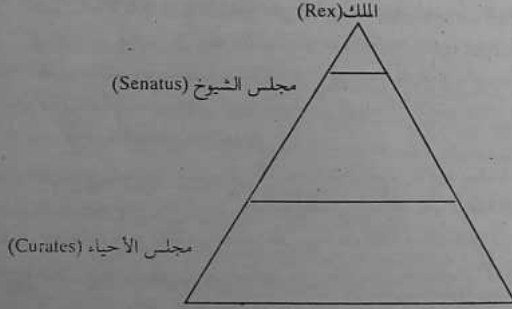 الملك (Rex)
مجلس الشيوخ (Senatus)
مجلس الأحياء (Curates)